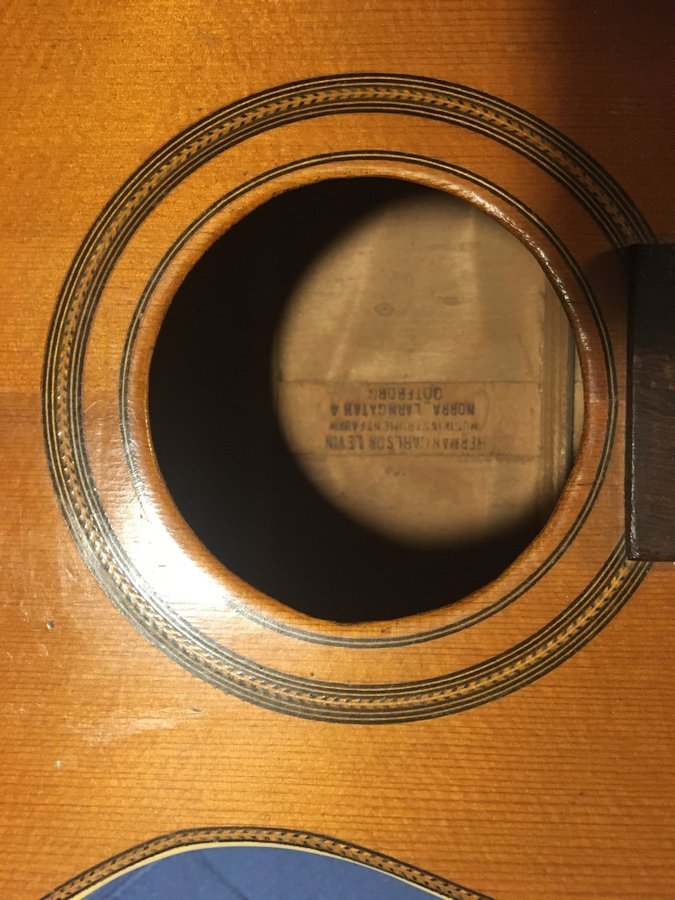 HERMAN CARLSON LEVIN
MUSIKINSTRUMENTFABRIK
NORRA LARMGATAN 4
GÖTEBORG